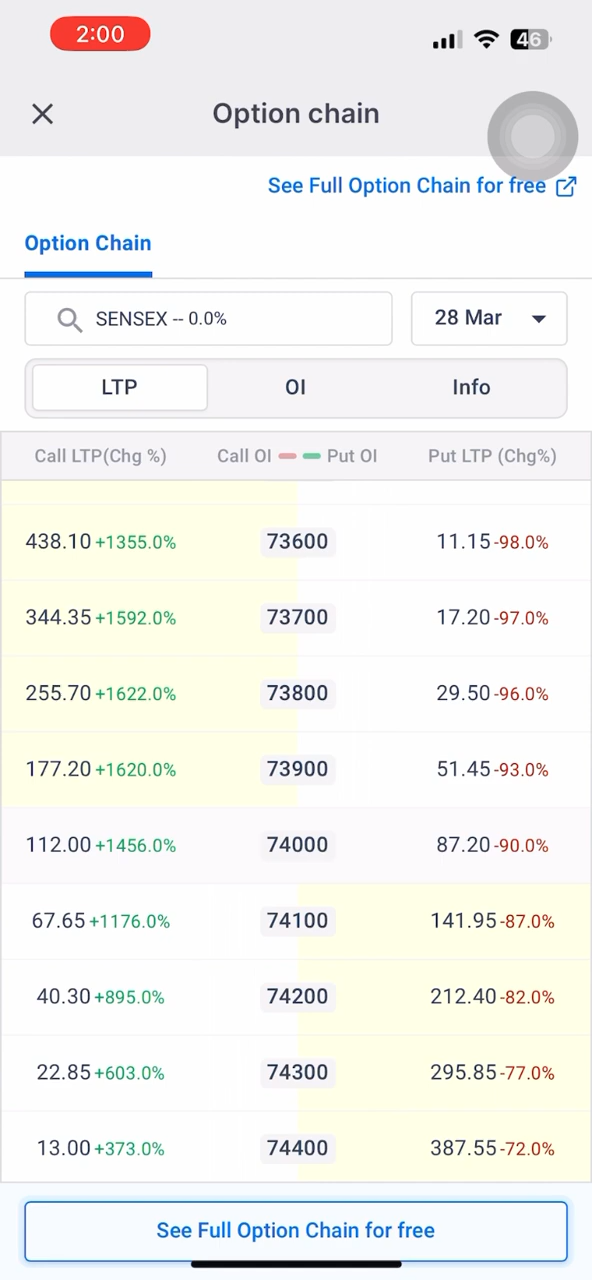 2:00 46
Option chain
See Full Option Chain for free
Option Chain
SENSEX -- 0.0% 28 Mar
LTP OI Info
Call LTP(Chg %) Call OI Put OI Put LTP (Chg%)
438.10 +1355.0% 73600 11.15 -98.0%
344.35 +1592.0% 73700 17.20 -97.0%
255.70 +1622.0% 73800 29.50 -96.0%
177.20 +1620.0% 73900 51.45 -93.0%
112.00 +1456.0% 74000 87.20 -90.0%
67.65 +1176.0% 74100 141.95 -87.0%
40.30 +895.0% 74200 212.40 -82.0%
22.85 +603.0% 74300 295.85 -77.0%
13.00 +373.0% 74400 387.55 -72.0%
See Full Option Chain for free